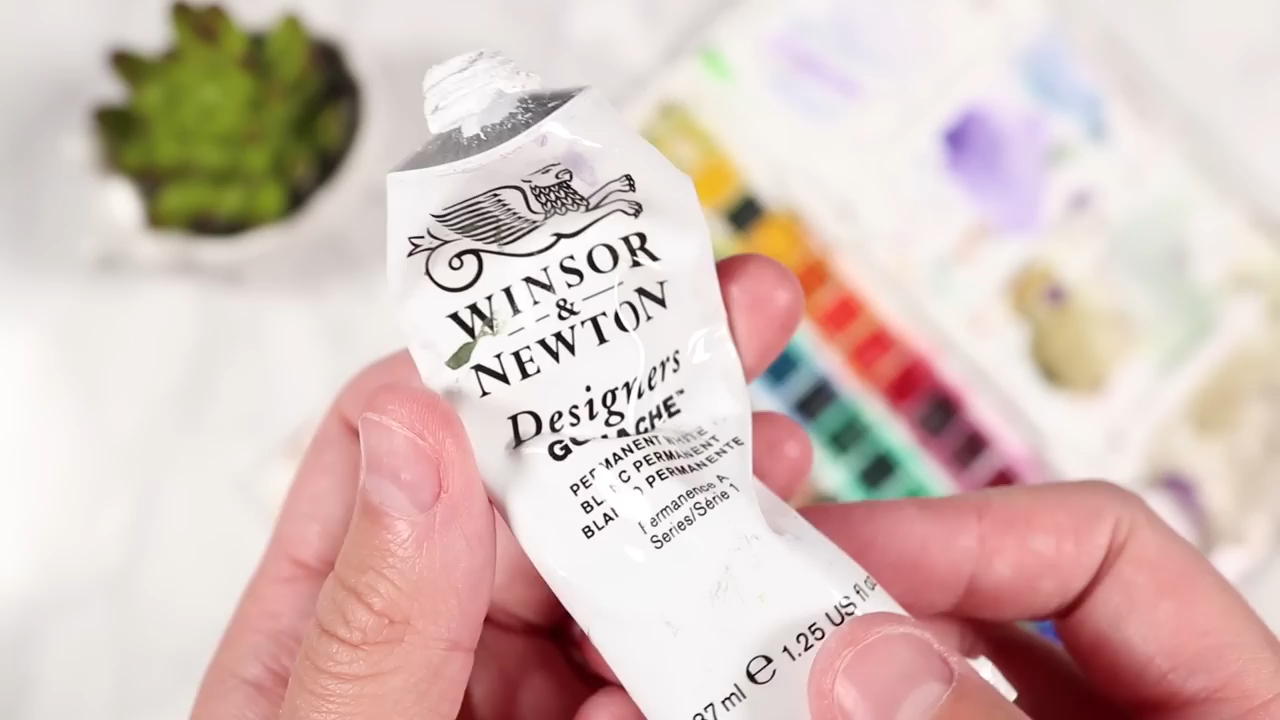 WINSOR
&
NEWTON
Designers
GOUACHE™
PERMANENT WHITE
BLANC PERMANENT
PERMANENTE
Permanence A
Series/Série 1
37 ml e 1.25 US fl oz